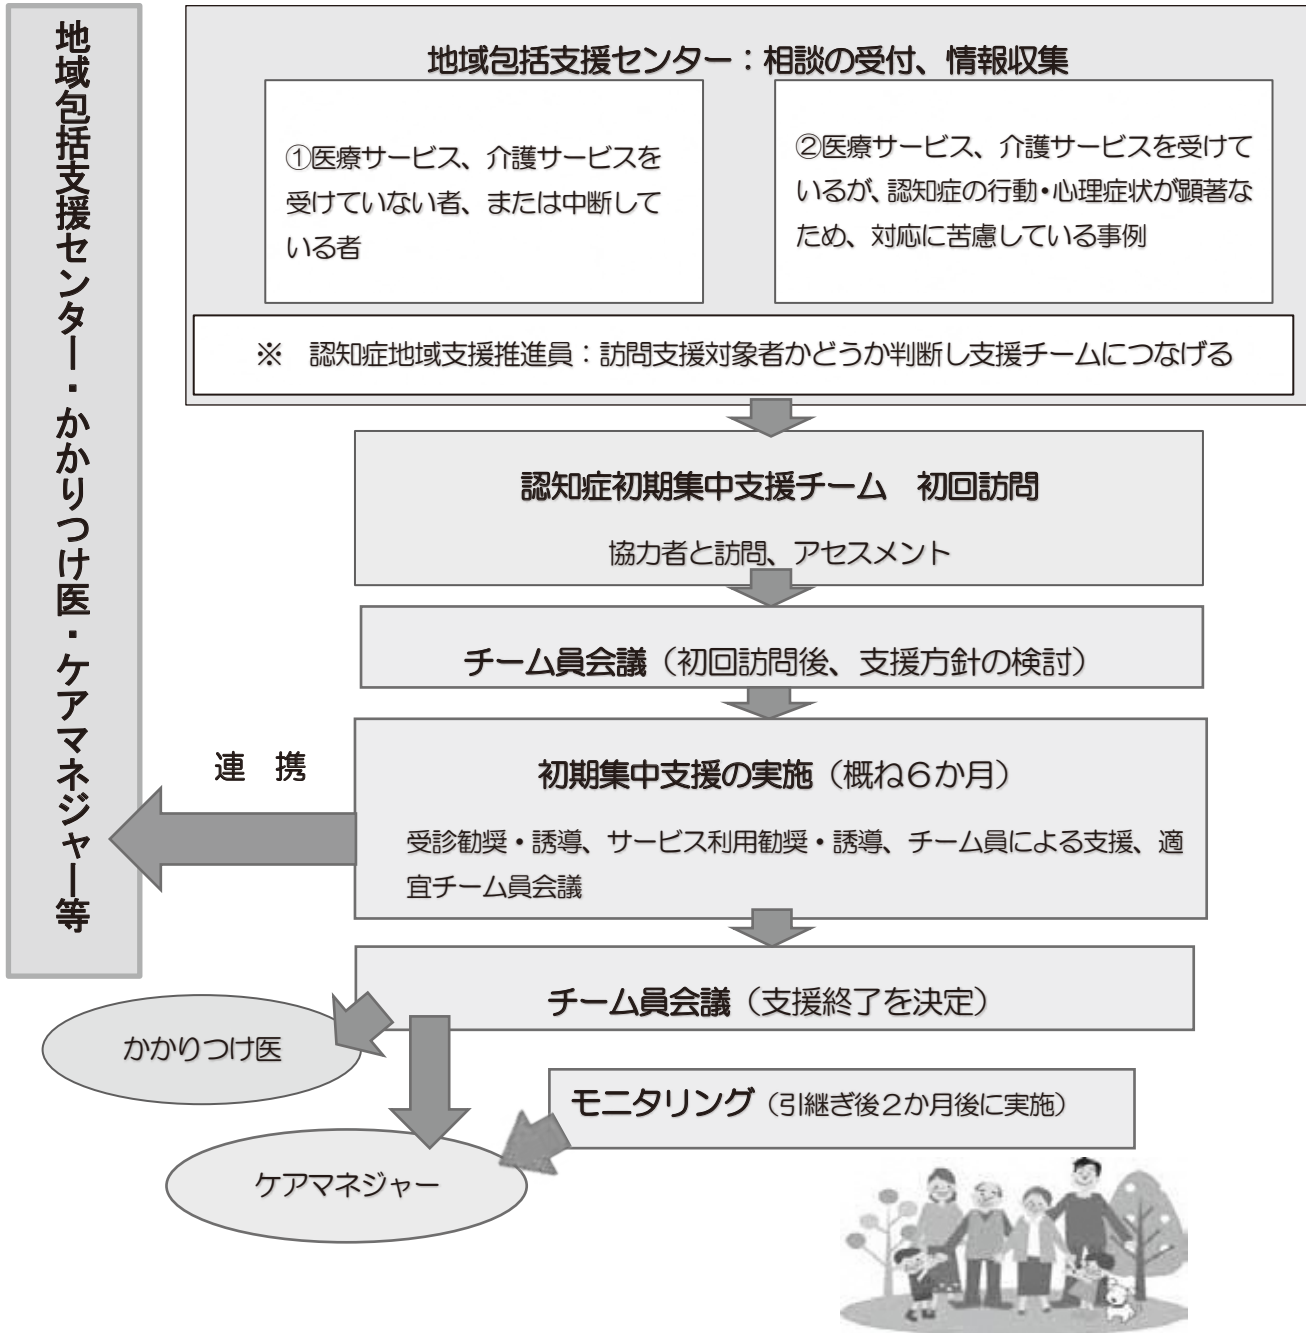 地域包括支援センター・かかりつけ医・ケアマネジャー等
地域包括支援センター：相談の受付、情報収集
①医療サービス、介護サービスを
受けていない者、または中断して
いる者
②医療サービス、介護サービスを受けて
いるが、認知症の行動・心理症状が顕著な
ため、対応に苦慮している事例
※　認知症地域支援推進員：訪問支援対象者かどうか判断し支援チームにつなげる
認知症初期集中支援チーム　初回訪問
協力者と訪問、アセスメント
チーム員会議（初回訪問後、支援方針の検討）
連　携
初期集中支援の実施（概ね６か月）
受診勧奨・誘導、サービス利用勧奨・誘導、チーム員による支援、適
宜チーム員会議
チーム員会議（支援終了を決定）
かかりつけ医
モニタリング（引継ぎ後２か月後に実施）
ケアマネジャー